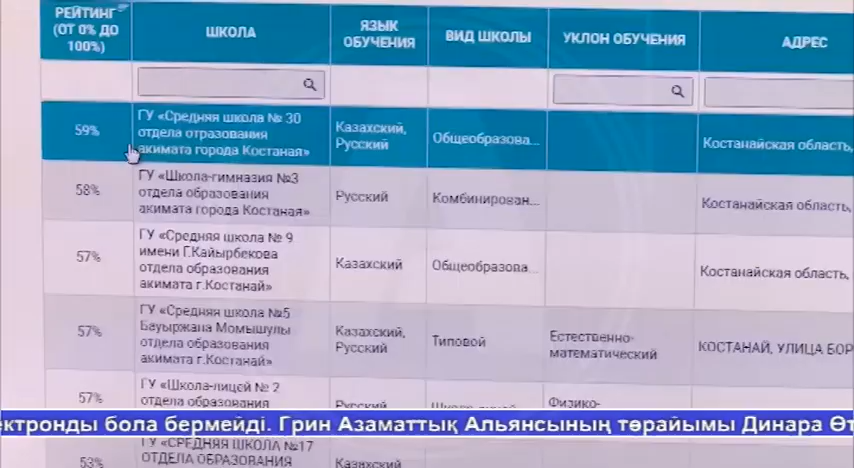 РЕЙТИНГ
(ОТ 0% ДО
100%)
ШКОЛА
ЯЗЫК
ОБУЧЕНИЯ
ВИД ШКОЛЫ
УКЛОН ОБУЧЕНИЯ
АДРЕС
59%
ГУ «Средняя школа № 30
отдела отразования
акимата города Костаная»
Казахский,
Русский
Общеобразова...
Костанайская область,
58%
ГУ «Школа-гимназия №3
отдела образования
акимата города Костаная»
Русский
Комбинирован...
Костанайская область,
57%
ГУ «Средняя школа № 9
имени Г.Кайырбекова
отдела образования
акимата г.Костанай»
Казахский
Общеобразова...
Костанайская область,
57%
ГУ «Средняя школа №5
Бауыржана Момышулы
отдела образования
акимата г.Костанай»
Казахский,
Русский
Типовой
Естественно-
математический
КОСТАНАЙ, УЛИЦА БОР
57%
ГУ «Школа-лицей № 2
отдела образования
Русский
Физико-
ектронды бола бермейді. Грин Азаматтық Альянсының төрайымы Динара Өт
53%
ГУ «СРЕДНЯЯ ШКОЛА №17
ОТДЕЛА ОБРАЗОВАНИЯ
Казахский